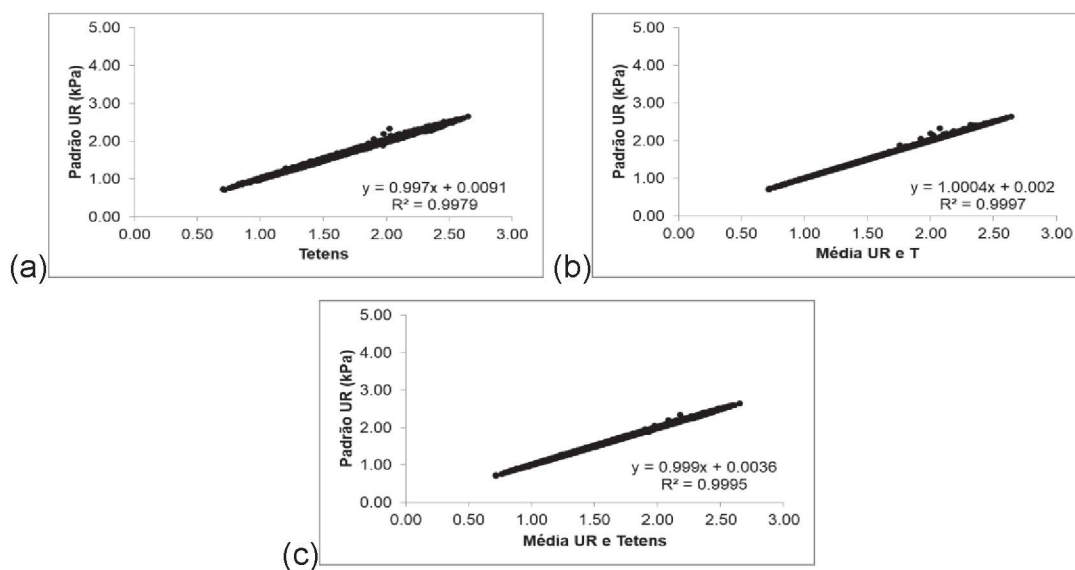 5.00
4.00
3.00
2.00
1.00
0.00
Padrão UR (kPa)
y = 0.997x + 0.0091
R² = 0.9979
0.00 0.50 1.00 1.50 2.00 2.50 3.00
Tetens
(a)
5.00
4.00
3.00
2.00
1.00
0.00
Padrão UR (kPa)
y = 1.0004x + 0.002
R² = 0.9997
0.00 0.50 1.00 1.50 2.00 2.50 3.00
Média UR e T
(b)
5.00
4.00
3.00
2.00
1.00
0.00
Padrão UR (kPa)
y = 0.999x + 0.0036
R² = 0.9995
0.00 0.50 1.00 1.50 2.00 2.50 3.00
Média UR e Tetens
(c)